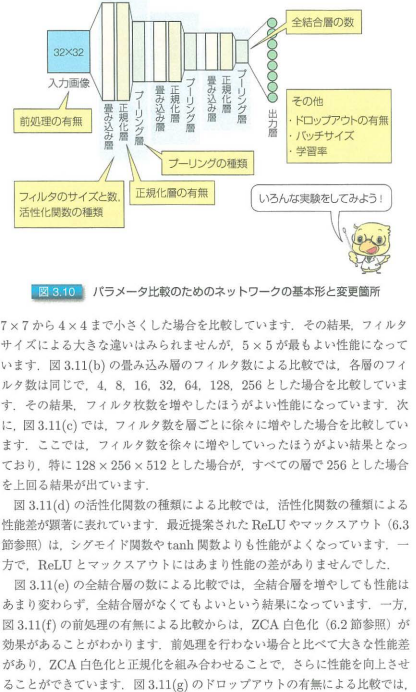 全結合層の数
32×32
入力画像
前処理の有無
畳み込み層
正規化層
プーリング層
畳み込み層
正規化層
プーリング層
畳み込み層
正規化層
プーリング層
出力層
その他
・ドロップアウトの有無
・バッチサイズ
・学習率
プーリングの種類
フィルタのサイズと数,
活性化関数の種類
正規化層の有無
いろんな実験をしてみよう！
図 3.10 パラメータ比較のためのネットワークの基本形と変更箇所
7 × 7 から 4 × 4 まで小さくした場合を比較しています．その結果，フィルタ
サイズによる大きな違いはみられませんが，5 × 5 が最もよい性能になって
います．図 3.11(b) の畳み込み層のフィルタ数による比較では，各層のフィ
ルタ数は同じで，4，8，16，32，64，128，256 とした場合を比較していま
す．その結果，フィルタ枚数を増やしたほうがよい性能になっています．次
に，図 3.11(c) では，フィルタ数を層ごとに徐々に増やした場合を比較してい
ます．ここでは，フィルタ数を徐々に増やしていったほうがよい結果となっ
ており，特に 128 × 256 × 512 とした場合が，すべての層で 256 とした場合
を上回る結果が出ています．
図 3.11(d) の活性化関数の種類による比較では，活性化関数の種類による
性能差が顕著に表れています．最近提案された ReLU やマックスアウト（6.3
節参照）は，シグモイド関数や tanh 関数よりも性能がよくなっています．一
方で，ReLU とマックスアウトにはあまり性能の差がありませんでした．
図 3.11(e) の全結合層の数による比較では，全結合層を増やしても性能は
あまり変わらず，全結合層がなくてもよいという結果になっています．一方，
図 3.11(f) の前処理の有無による比較からは，ZCA 白色化（6.2 節参照）が
効果があることがわかります．前処理を行わない場合と比べて大きな性能差
があり，ZCA 白色化と正規化を組み合わせることで，さらに性能を向上させ
ることができています．図 3.11(g) のドロップアウトの有無による比較では，